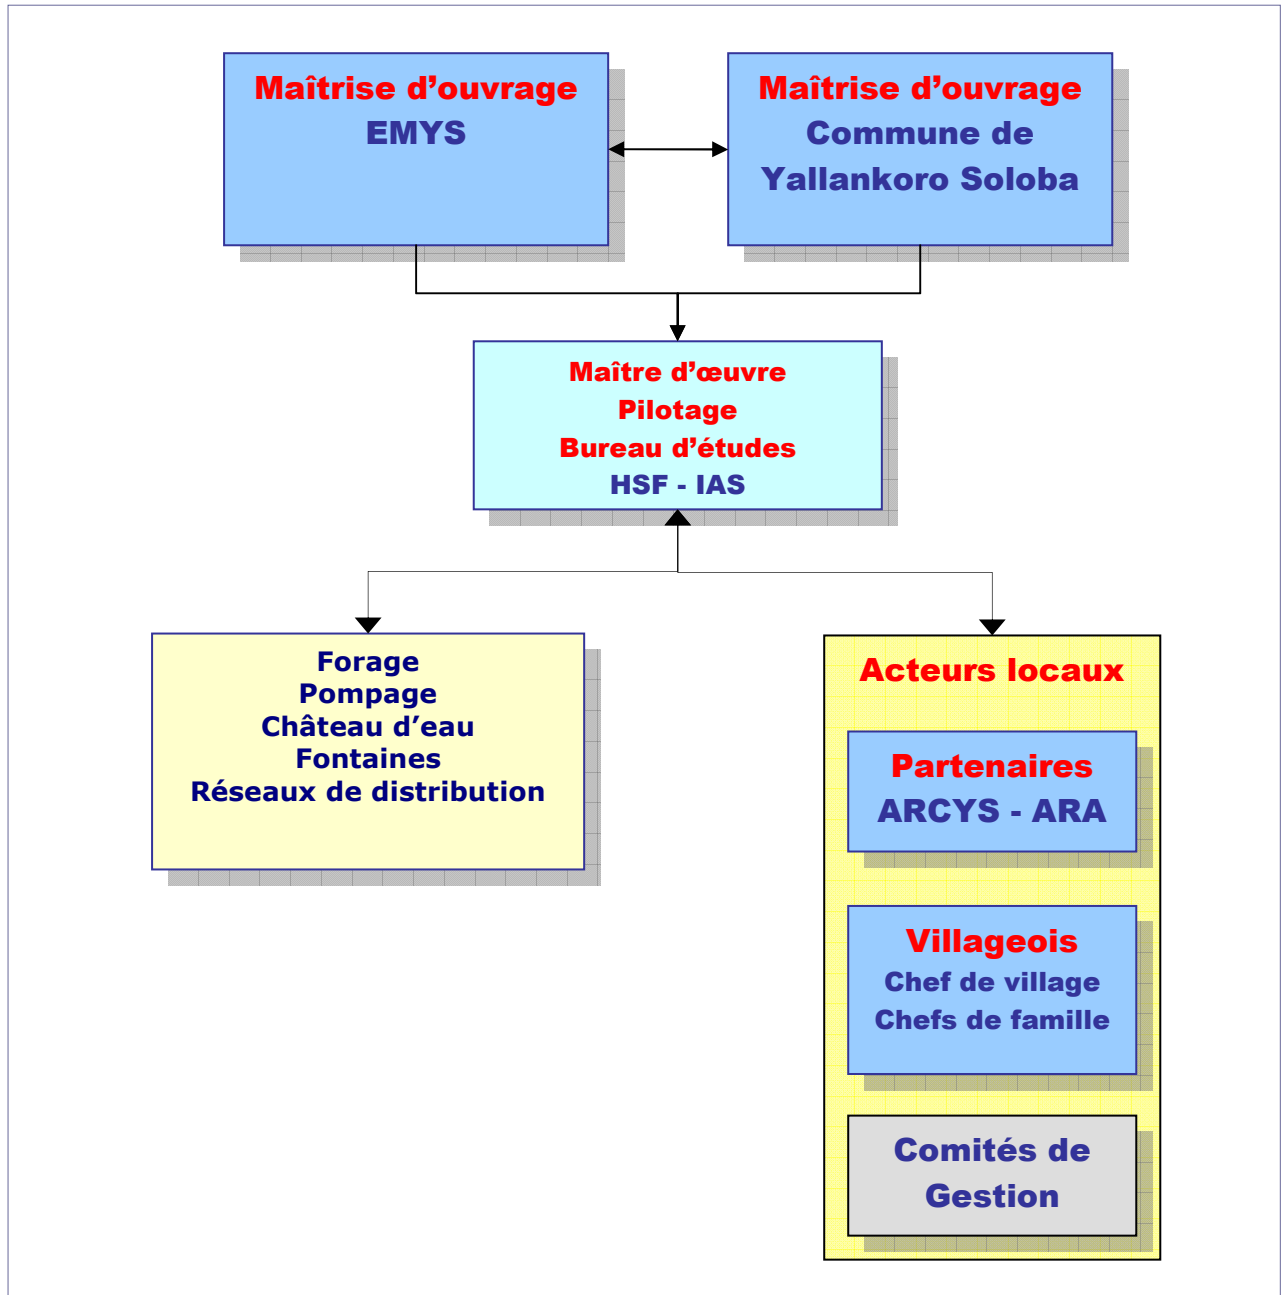 Maîtrise d’ouvrage
EMYS
Maîtrise d’ouvrage
Commune de
Yallankoro Soloba
Maître d’œuvre
Pilotage
Bureau d’études
HSF - IAS
Forage
Pompage
Château d’eau
Fontaines
Réseaux de distribution
Acteurs locaux
Partenaires
ARCYS - ARA
Villageois
Chef de village
Chefs de famille
Comités de
Gestion